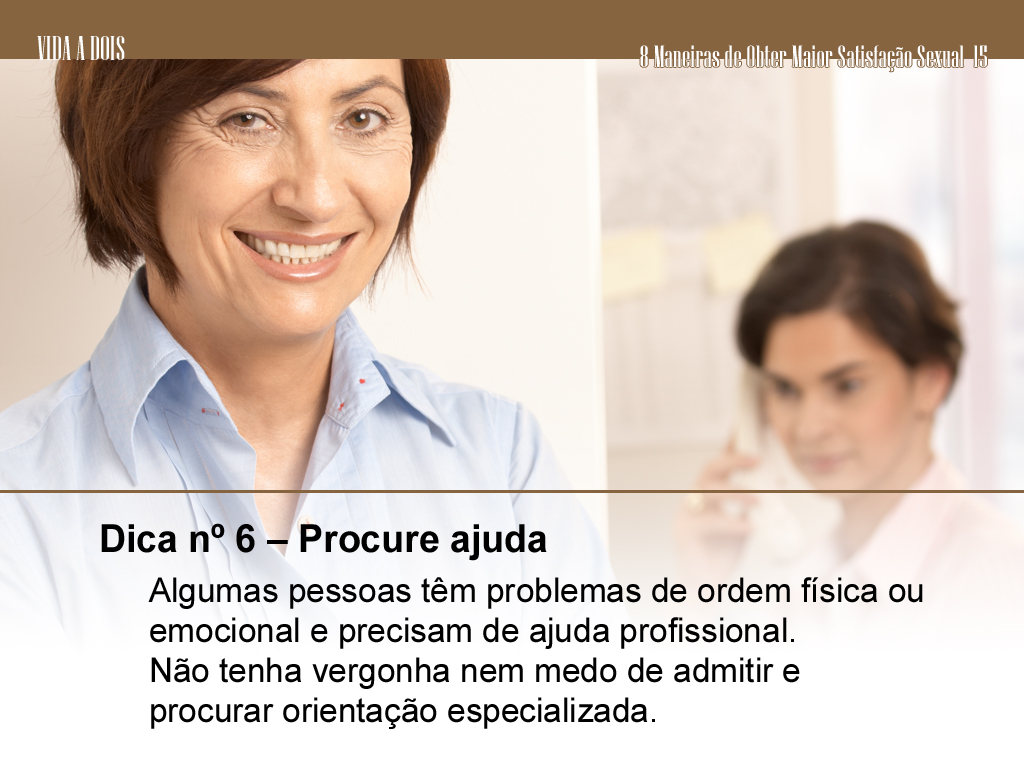 VIDA A DOIS
8 Maneiras de Obter Maior Satisfação Sexual 15
Dica nº 6 – Procure ajuda
Algumas pessoas têm problemas de ordem física ou
emocional e precisam de ajuda profissional.
Não tenha vergonha nem medo de admitir e
procurar orientação especializada.